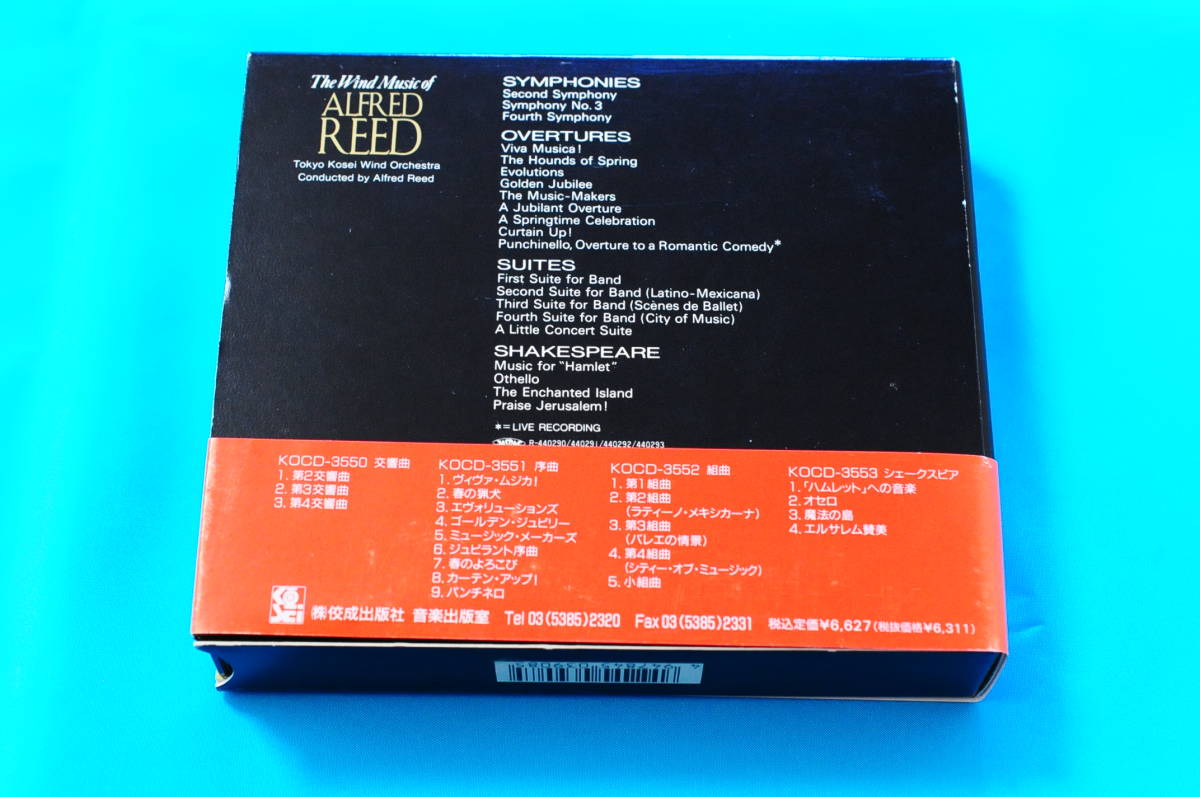 The Wind Music of
ALFRED
REED
Tokyo Kosei Wind Orchestra
Conducted by Alfred Reed
SYMPHONIES
Second Symphony
Symphony No. 3
Fourth Symphony
OVERTURES
Viva Musica!
The Hounds of Spring
Evolutions
Golden Jubilee
The Music-Makers
A Jubilant Overture
A Springtime Celebration
Curtain Up!
Punchinello, Overture to a Romantic Comedy*
SUITES
First Suite for Band
Second Suite for Band (Latino-Mexicana)
Third Suite for Band (Scènes de Ballet)
Fourth Suite for Band (City of Music)
A Little Concert Suite
SHAKESPEARE
Music for "Hamlet"
Othello
The Enchanted Island
Praise Jerusalem!
*=LIVE RECORDING
R-440290/440291/440292/440293
KOCD-3550 交響曲
1. 第2交響曲
2. 第3交響曲
3. 第4交響曲
KOCD-3551 序曲
1. ヴィヴァ・ムジカ!
2. 春の猟犬
3. エヴォリューションズ
4. ゴールデン・ジュビリー
5. ミュージック・メーカーズ
6. ジュビラント序曲
7. 春のよろこび
8. カーテン・アップ!
9. パンチネロ
KOCD-3552 組曲
1. 第1組曲
2. 第2組曲
(ラティーノ・メキシカーナ)
3. 第3組曲
(バレエの情景)
4. 第4組曲
(シティー・オブ・ミュージック)
5. 小組曲
KOCD-3553 シェークスピア
1.「ハムレット」への音楽
2. オセロ
3. 魔法の島
4. エルサレム賛美
KOSEI
㈱佼成出版社 音楽出版室 Tel 03(5385)2320 Fax 03(5385)2331 税込定価¥6,627(税抜価格¥6,311)